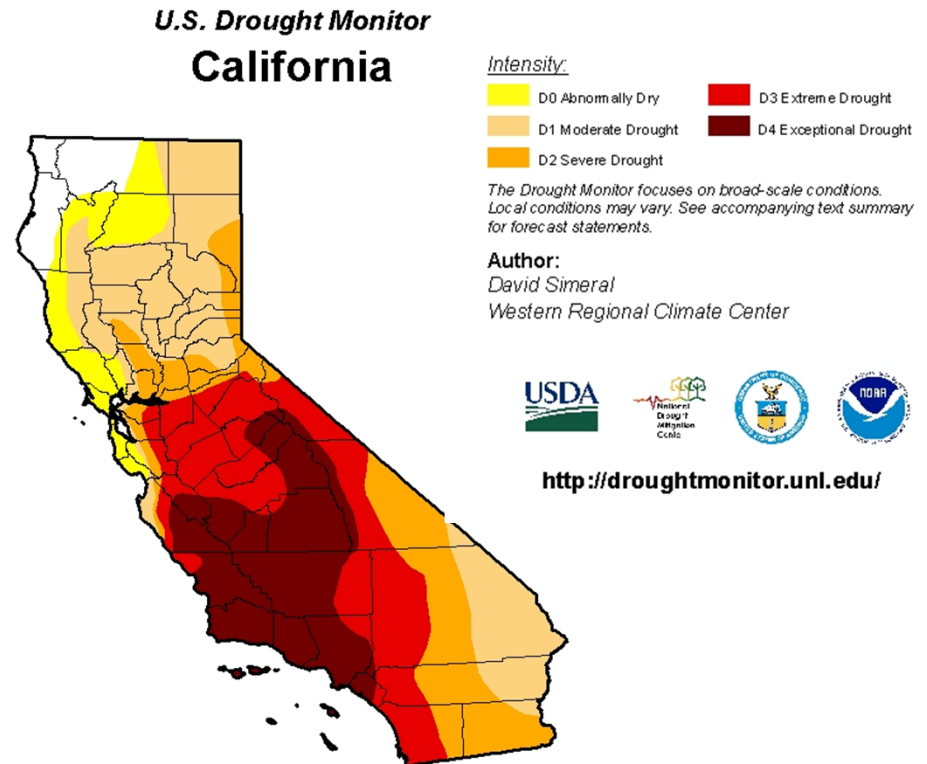 U.S. Drought Monitor
California
Intensity:
D0 Abnormally Dry
D3 Extreme Drought
D1 Moderate Drought
D4 Exceptional Drought
D2 Severe Drought
The Drought Monitor focuses on broad-scale conditions.
Local conditions may vary. See accompanying text summary
for forecast statements.
Author:
David Simeral
Western Regional Climate Center
USDA
National
Drought
Mitigation
Center
NOAA
http://droughtmonitor.unl.edu/